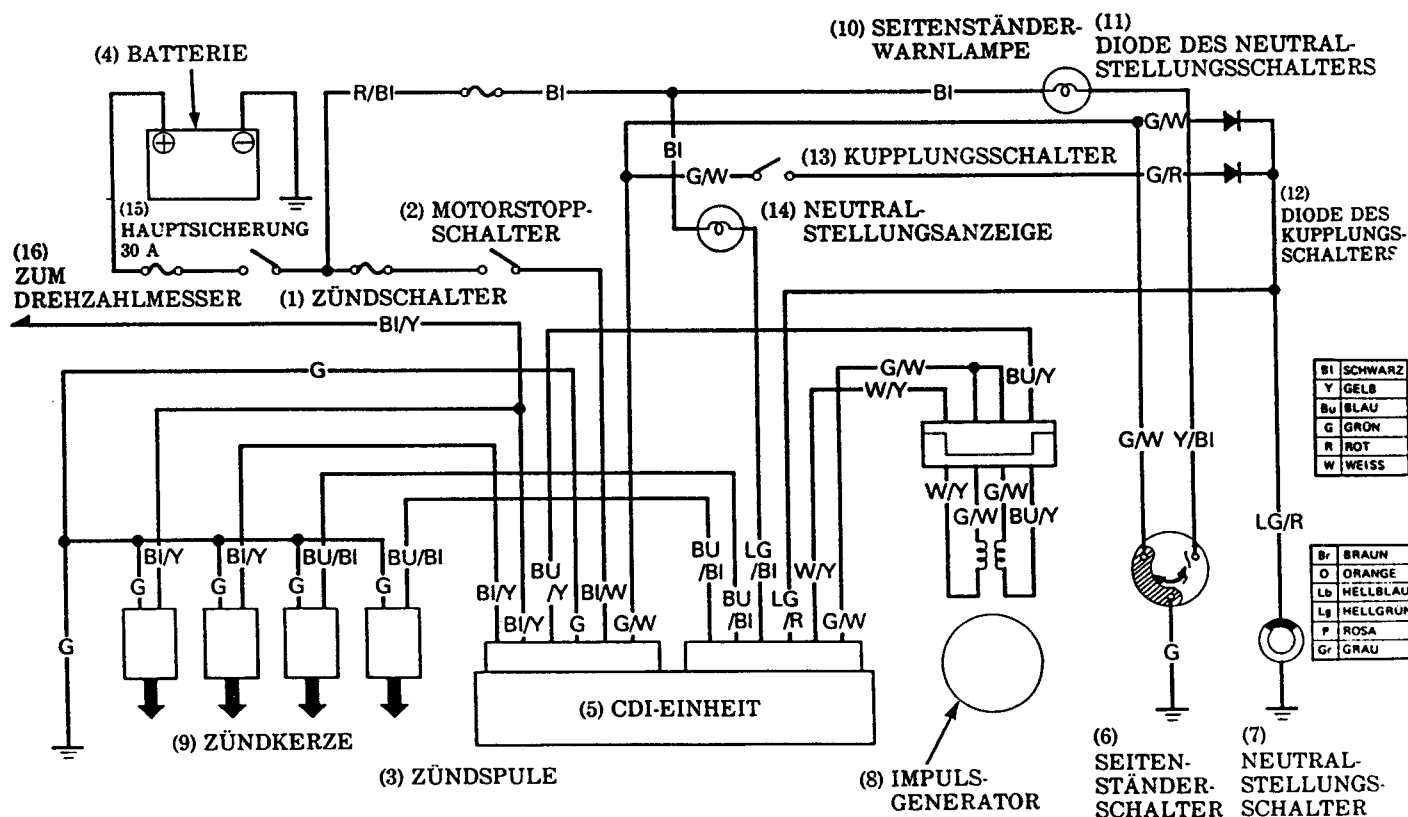 (4) BATTERIE
(10) SEITENSTÄNDER-
WARNLAMPE
(11)
DIODE DES NEUTRAL-
STELLUNGSSCHALTERS
R/Bl
Bl
Bl
G/W
Bl
G/W
(13) KUPPLUNGSSCHALTER
G/R
(15)
HAUPTSICHERUNG
30 A
(2) MOTORSTOPP-
SCHALTER
(14) NEUTRAL-
STELLUNGSANZEIGE
(12)
DIODE DES
KUPPLUNGS-
SCHALTERS
(16)
ZUM
DREHZAHLMESSER
(1) ZÜNDSCHALTER
Bl/Y
G
G/W
W/Y
BU/Y
Bl SCHWARZ
Y GELB
Bu BLAU
G GRÜN
R ROT
W WEISS
G/W
Y/Bl
W/Y
G/W
G/W
BU/Y
LG/R
Br BRAUN
O ORANGE
Lb HELLBLAU
Lg HELLGRÜN
P ROSA
Gr GRAU
G
Bl/Y
G
Bl/Y
G
BU/Bl
G
BU/Bl
Bl/Y
Bl/Y
BU
/Y
G
Bl/W
G/W
BU
/Bl
BU
/Bl
LG
/Bl
LG
/R
W/Y
G/W
G
G
(5) CDI-EINHEIT
(9) ZÜNDKERZE
(3) ZÜNDSPULE
(8) IMPULS-
GENERATOR
(6)
SEITEN-
STÄNDER-
SCHALTER
(7)
NEUTRAL-
STELLUNGS-
SCHALTER